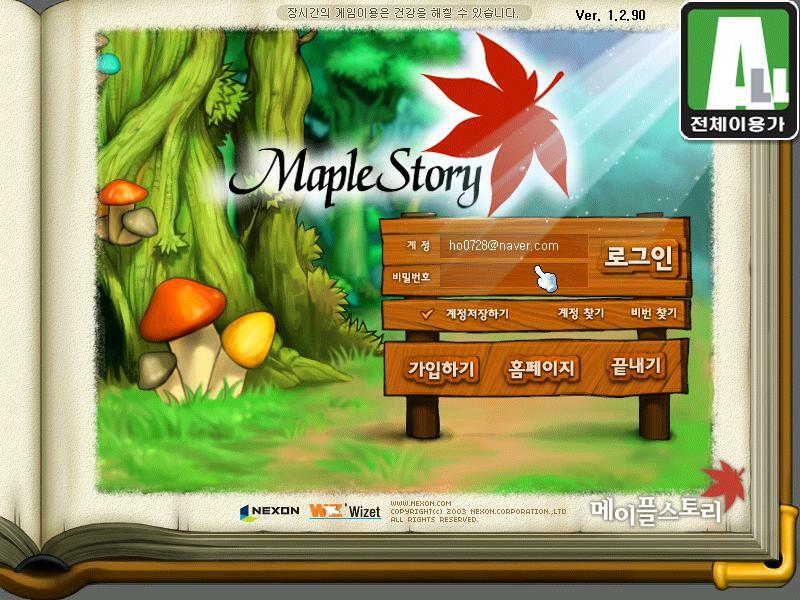 장시간의 게임이용은 건강을 해칠 수 있습니다.
Ver. 1.2.90
ALL
전체이용가
MapleStory
계정 ho0728@naver.com
로그인
비밀번호
계정저장하기 계정 찾기 비번 찾기
가입하기 홈페이지 끝내기
NEXON Wizet
WWW.NEXON.COM
COPYRIGHT(C) 2003 NEXON.CORPORATION.,LTD
ALL RIGHTS RESERVED.
메이플스토리